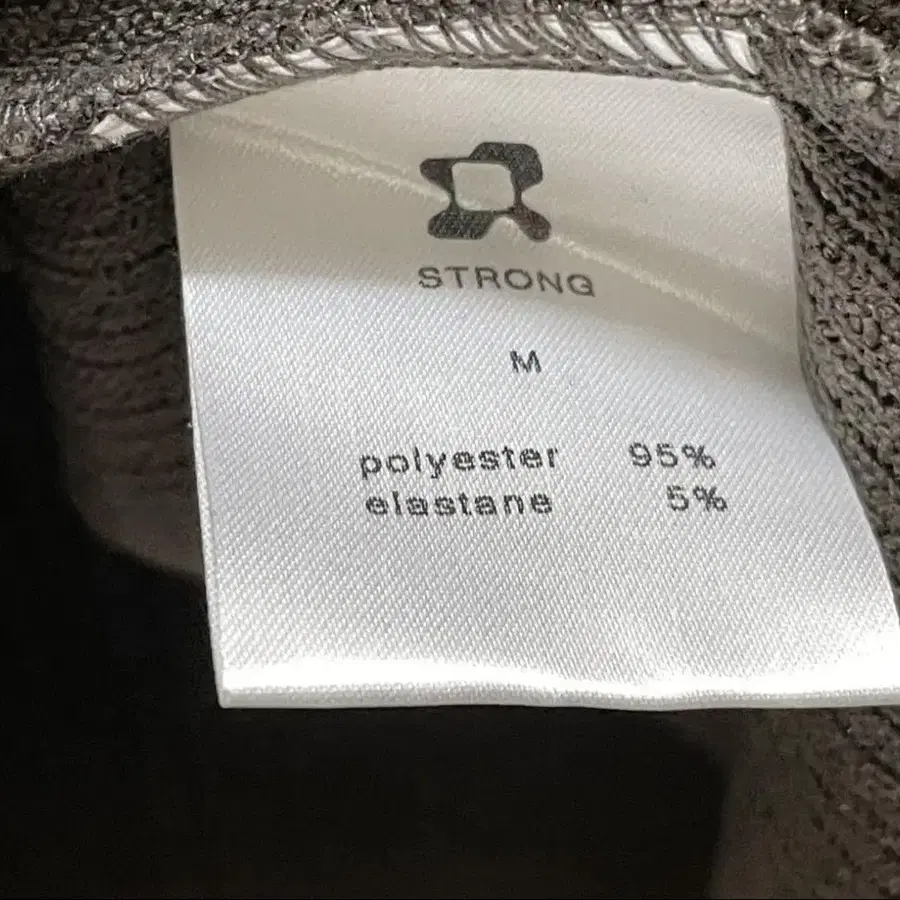 STRONG
M
polyester 95%
elastane 5%